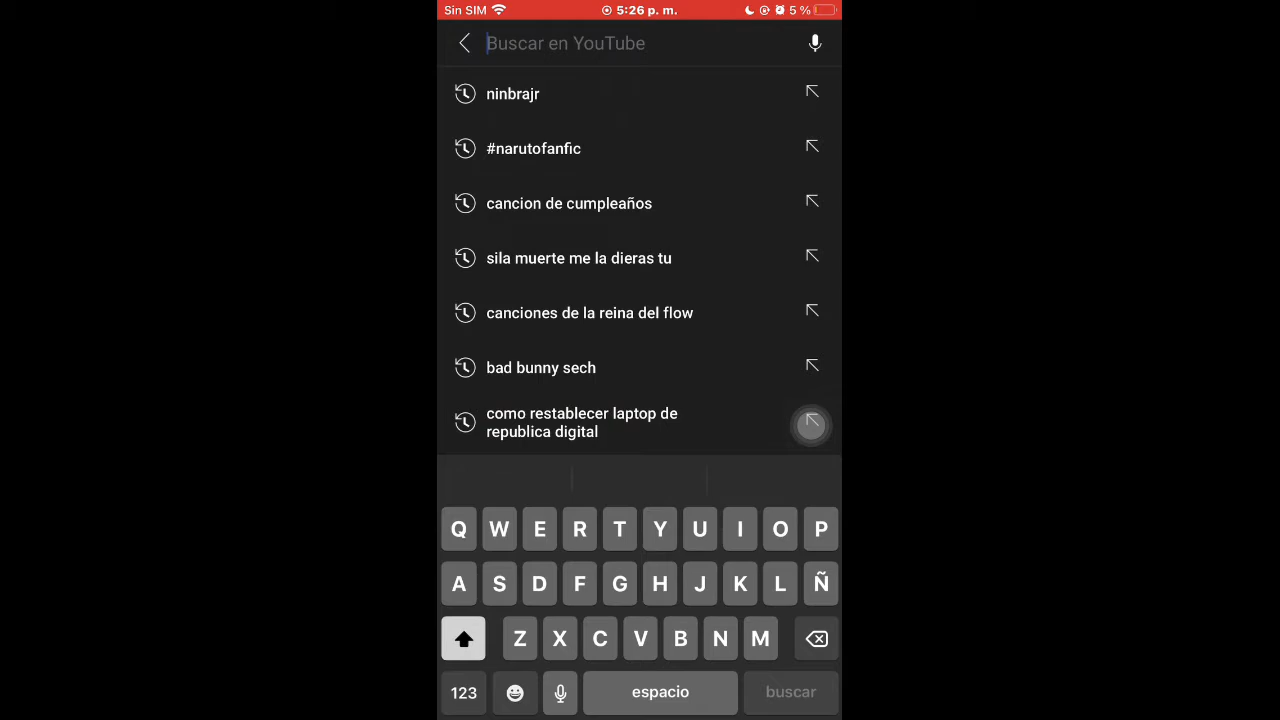 Sin SIM 5:26 p. m. 5 %
Buscar en YouTube
ninbrajr
#narutofanfic
cancion de cumpleaños
sila muerte me la dieras tu
canciones de la reina del flow
bad bunny sech
como restablecer laptop de
republica digital
Q W E R T Y U I O P
A S D F G H J K L Ñ
Z X C V B N M
123 espacio buscar